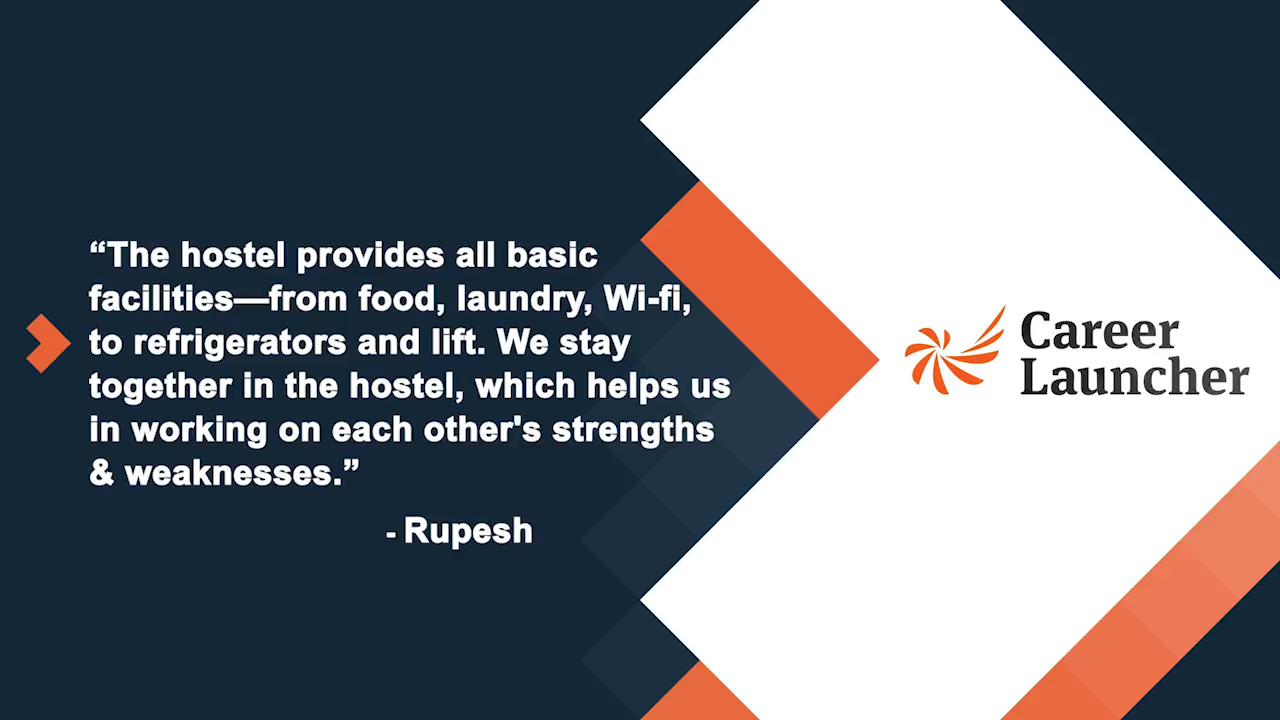 “The hostel provides all basic
facilities—from food, laundry, Wi-fi,
to refrigerators and lift. We stay
together in the hostel, which helps us
in working on each other's strengths
& weaknesses.”
- Rupesh
Career
Launcher